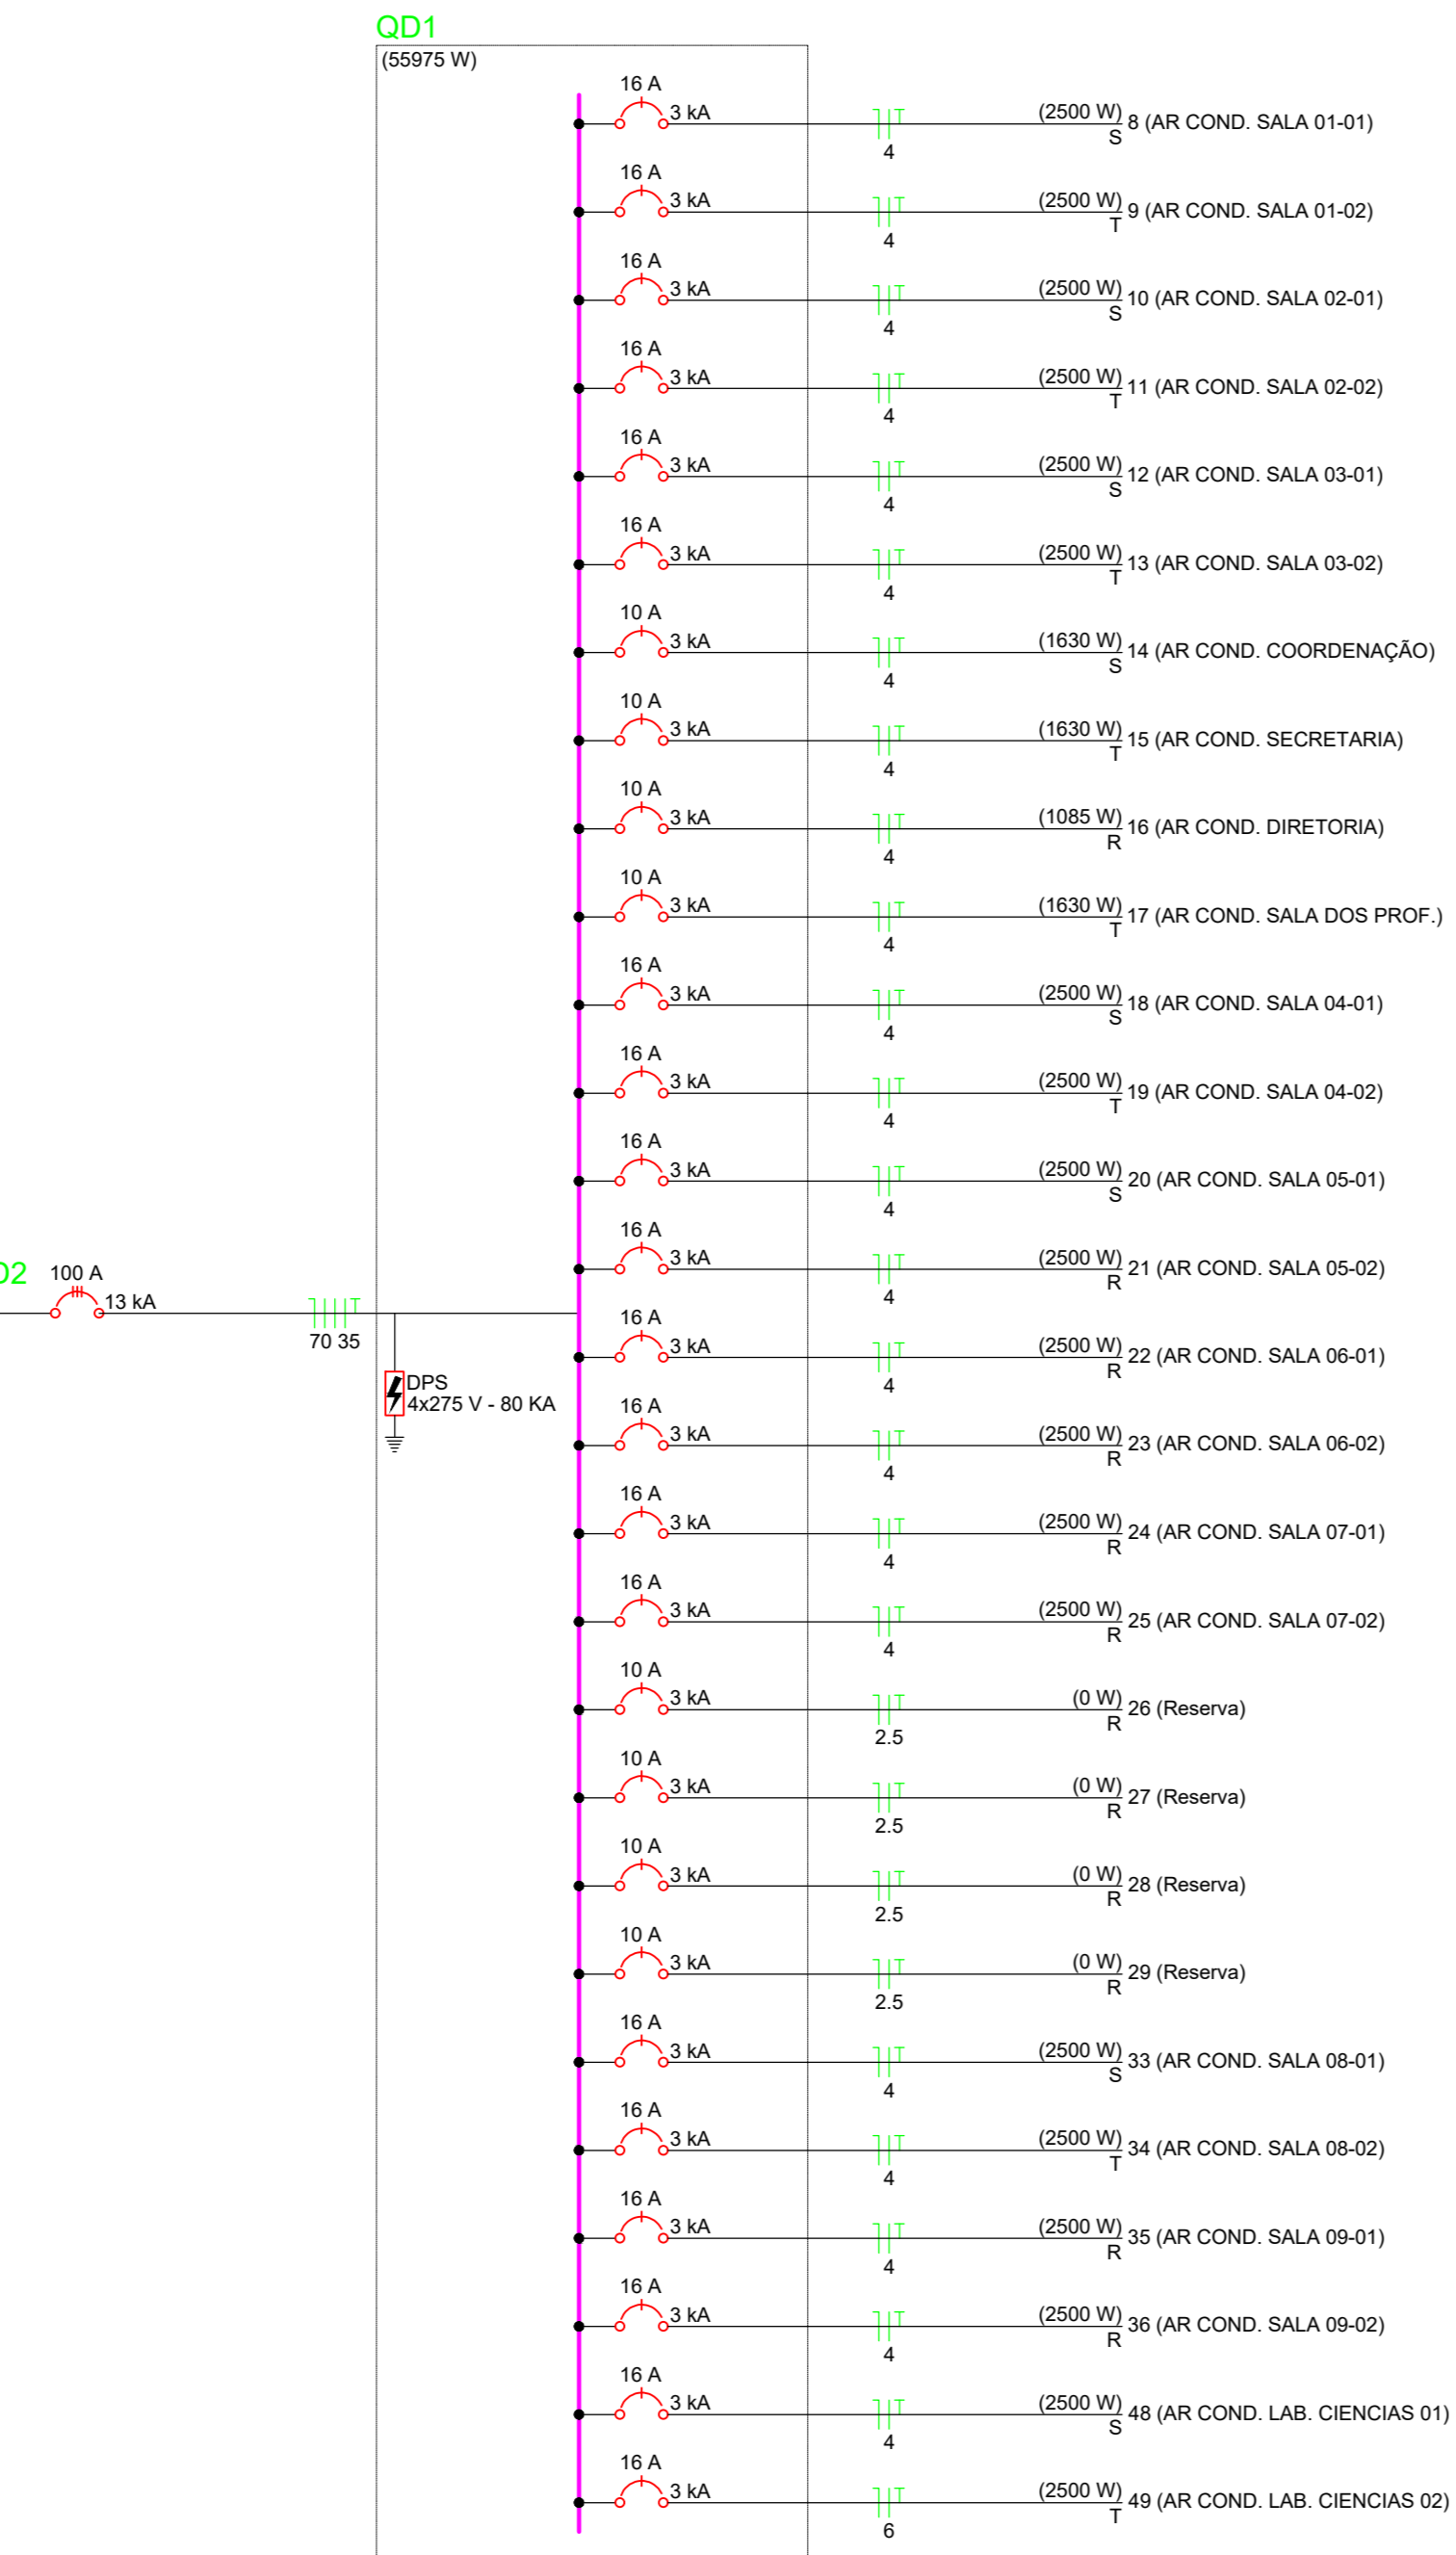 QD1
(55975 W)
16 A
3 kA
4
(2500 W)
S
8 (AR COND. SALA 01-01)
16 A
3 kA
4
(2500 W)
T
9 (AR COND. SALA 01-02)
16 A
3 kA
4
(2500 W)
S
10 (AR COND. SALA 02-01)
16 A
3 kA
4
(2500 W)
T
11 (AR COND. SALA 02-02)
16 A
3 kA
4
(2500 W)
S
12 (AR COND. SALA 03-01)
16 A
3 kA
4
(2500 W)
T
13 (AR COND. SALA 03-02)
10 A
3 kA
4
(1630 W)
S
14 (AR COND. COORDENAÇÃO)
10 A
3 kA
4
(1630 W)
T
15 (AR COND. SECRETARIA)
10 A
3 kA
4
(1085 W)
R
16 (AR COND. DIRETORIA)
10 A
3 kA
4
(1630 W)
T
17 (AR COND. SALA DOS PROF.)
16 A
3 kA
4
(2500 W)
S
18 (AR COND. SALA 04-01)
16 A
3 kA
4
(2500 W)
T
19 (AR COND. SALA 04-02)
16 A
3 kA
4
(2500 W)
S
20 (AR COND. SALA 05-01)
16 A
3 kA
4
(2500 W)
R
21 (AR COND. SALA 05-02)
100 A
13 kA
70 35
DPS
4x275 V - 80 KA
16 A
3 kA
4
(2500 W)
R
22 (AR COND. SALA 06-01)
16 A
3 kA
4
(2500 W)
R
23 (AR COND. SALA 06-02)
16 A
3 kA
4
(2500 W)
R
24 (AR COND. SALA 07-01)
16 A
3 kA
4
(2500 W)
R
25 (AR COND. SALA 07-02)
10 A
3 kA
2.5
(0 W)
R
26 (Reserva)
10 A
3 kA
2.5
(0 W)
R
27 (Reserva)
10 A
3 kA
2.5
(0 W)
R
28 (Reserva)
10 A
3 kA
2.5
(0 W)
R
29 (Reserva)
16 A
3 kA
4
(2500 W)
S
33 (AR COND. SALA 08-01)
16 A
3 kA
4
(2500 W)
T
34 (AR COND. SALA 08-02)
16 A
3 kA
4
(2500 W)
R
35 (AR COND. SALA 09-01)
16 A
3 kA
4
(2500 W)
R
36 (AR COND. SALA 09-02)
16 A
3 kA
4
(2500 W)
S
48 (AR COND. LAB. CIENCIAS 01)
16 A
3 kA
6
(2500 W)
T
49 (AR COND. LAB. CIENCIAS 02)